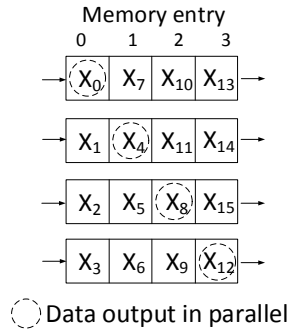 Memory entry
0 1 2 3
X₀ X₇ X₁₀ X₁₃
X₁ X₄ X₁₁ X₁₄
X₂ X₅ X₈ X₁₅
X₃ X₆ X₉ X₁₂
Data output in parallel